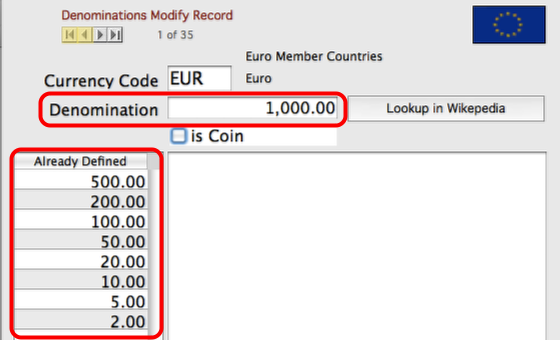 Denominations Modify Record
1 of 35
Euro Member Countries
Currency Code EUR Euro
Denomination 1,000.00 Lookup in Wikepedia
is Coin
Already Defined
500.00
200.00
100.00
50.00
20.00
10.00
5.00
2.00